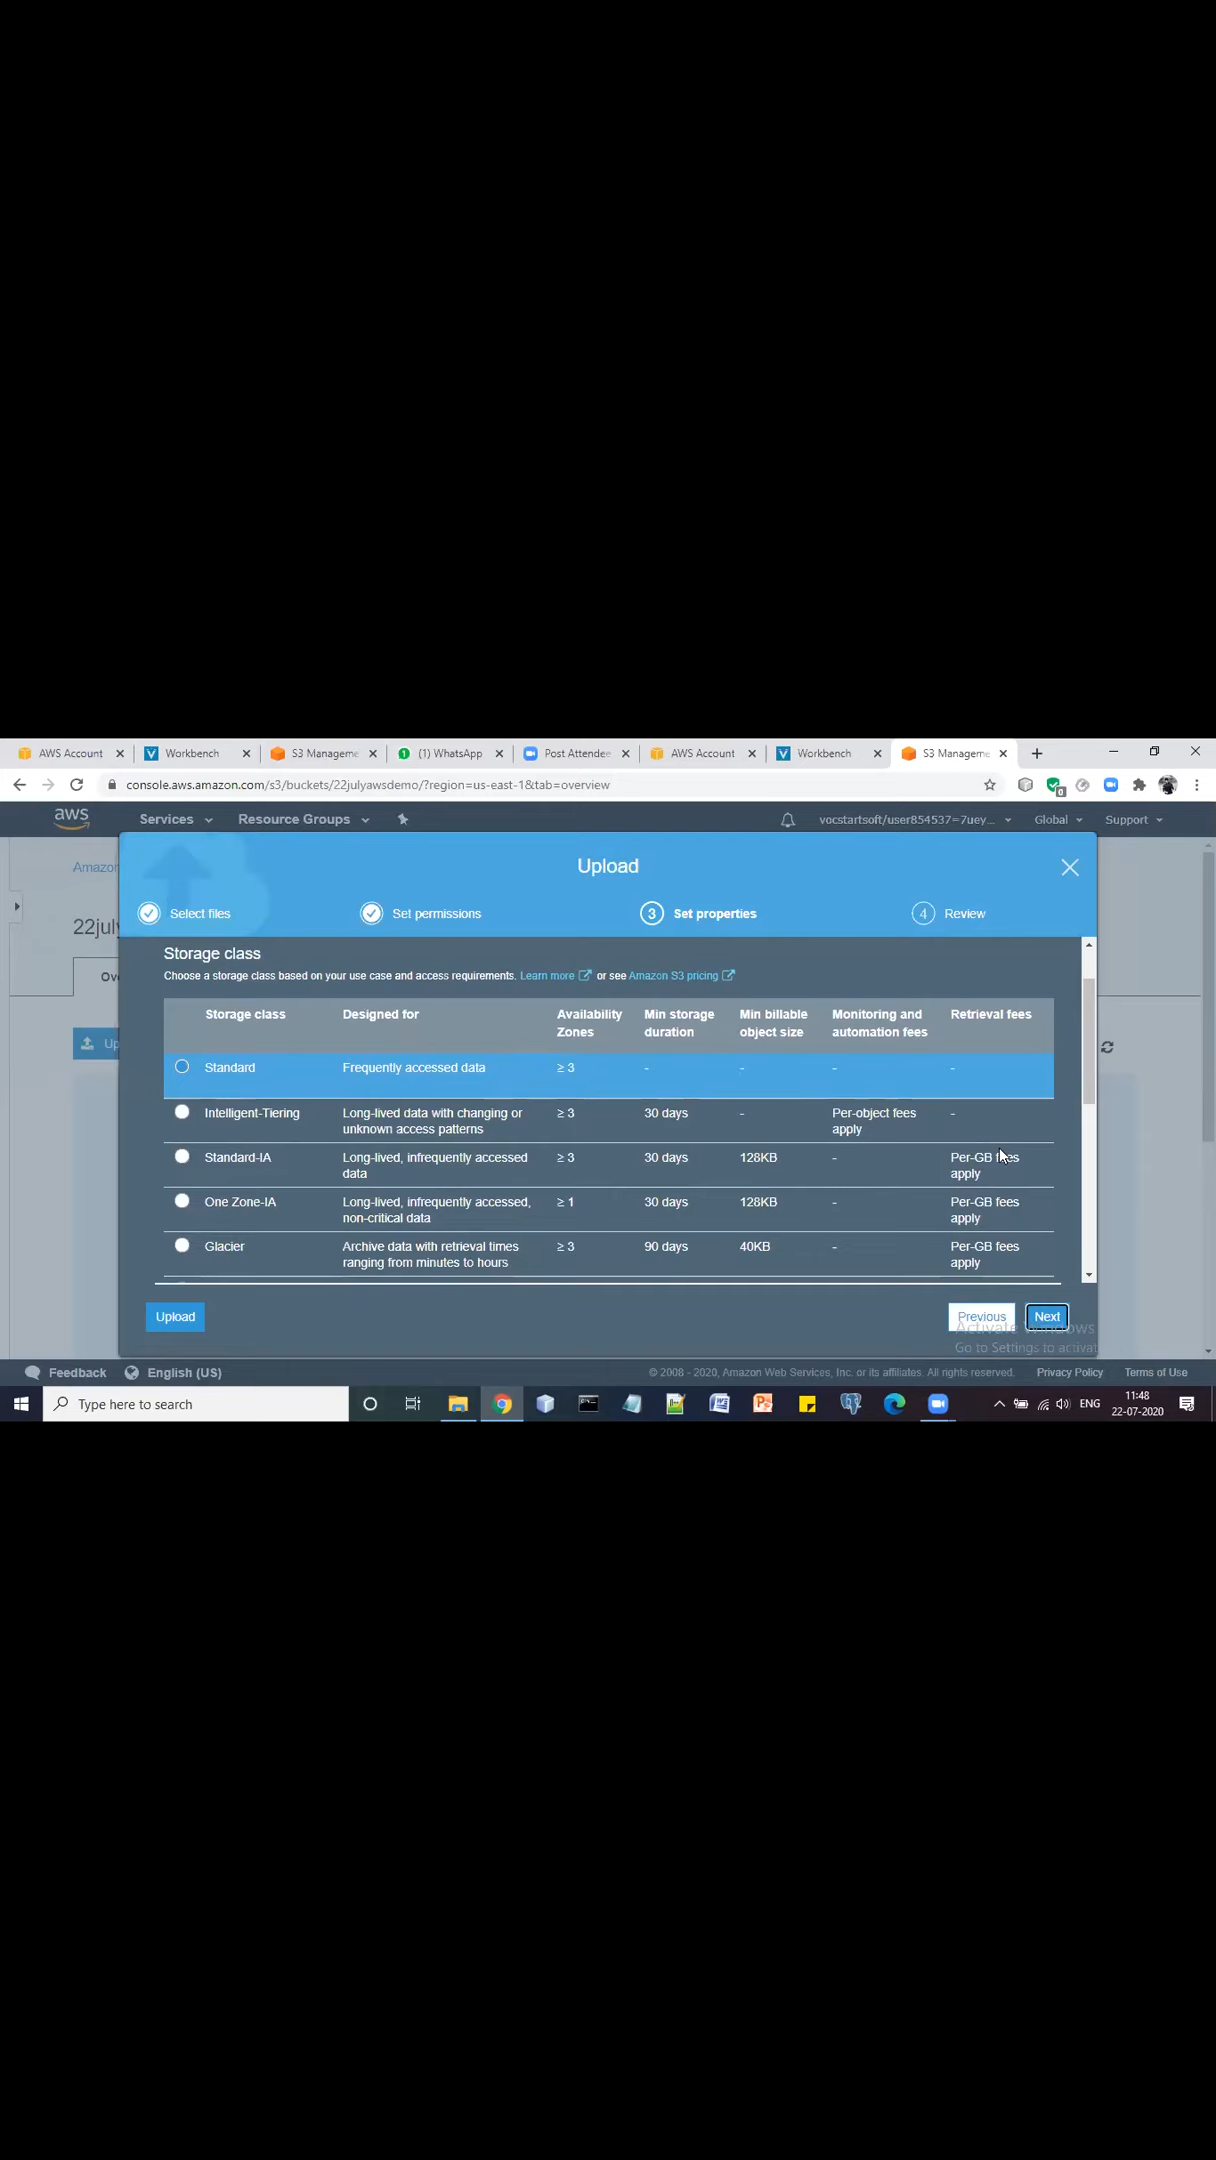 AWS Account
Workbench
S3 Manageme
(1) WhatsApp
Post Attendee
AWS Account
Workbench
S3 Manageme
console.aws.amazon.com/s3/buckets/22julyawsdemo/?region=us-east-1&tab=overview
aws
Services
Resource Groups
vocstartsoft/user854537=7uey...
Global
Support
Amazon
Upload
22july
Select files
Set permissions
3 Set properties
4 Review
Ov
Storage class
Choose a storage class based on your use case and access requirements. Learn more or see Amazon S3 pricing
Storage class Designed for Availability Zones Min storage duration Min billable object size Monitoring and automation fees Retrieval fees
Up
Standard Frequently accessed data ≥ 3 - - - -
Intelligent-Tiering Long-lived data with changing or unknown access patterns ≥ 3 30 days - Per-object fees apply -
Standard-IA Long-lived, infrequently accessed data ≥ 3 30 days 128KB - Per-GB fees apply
One Zone-IA Long-lived, infrequently accessed, non-critical data ≥ 1 30 days 128KB - Per-GB fees apply
Glacier Archive data with retrieval times ranging from minutes to hours ≥ 3 90 days 40KB - Per-GB fees apply
Upload
Previous
Next
Activate Windows
Go to Settings to activat
Feedback
English (US)
© 2008 - 2020, Amazon Web Services, Inc. or its affiliates. All rights reserved.
Privacy Policy
Terms of Use
Type here to search
ENG
11:48
22-07-2020